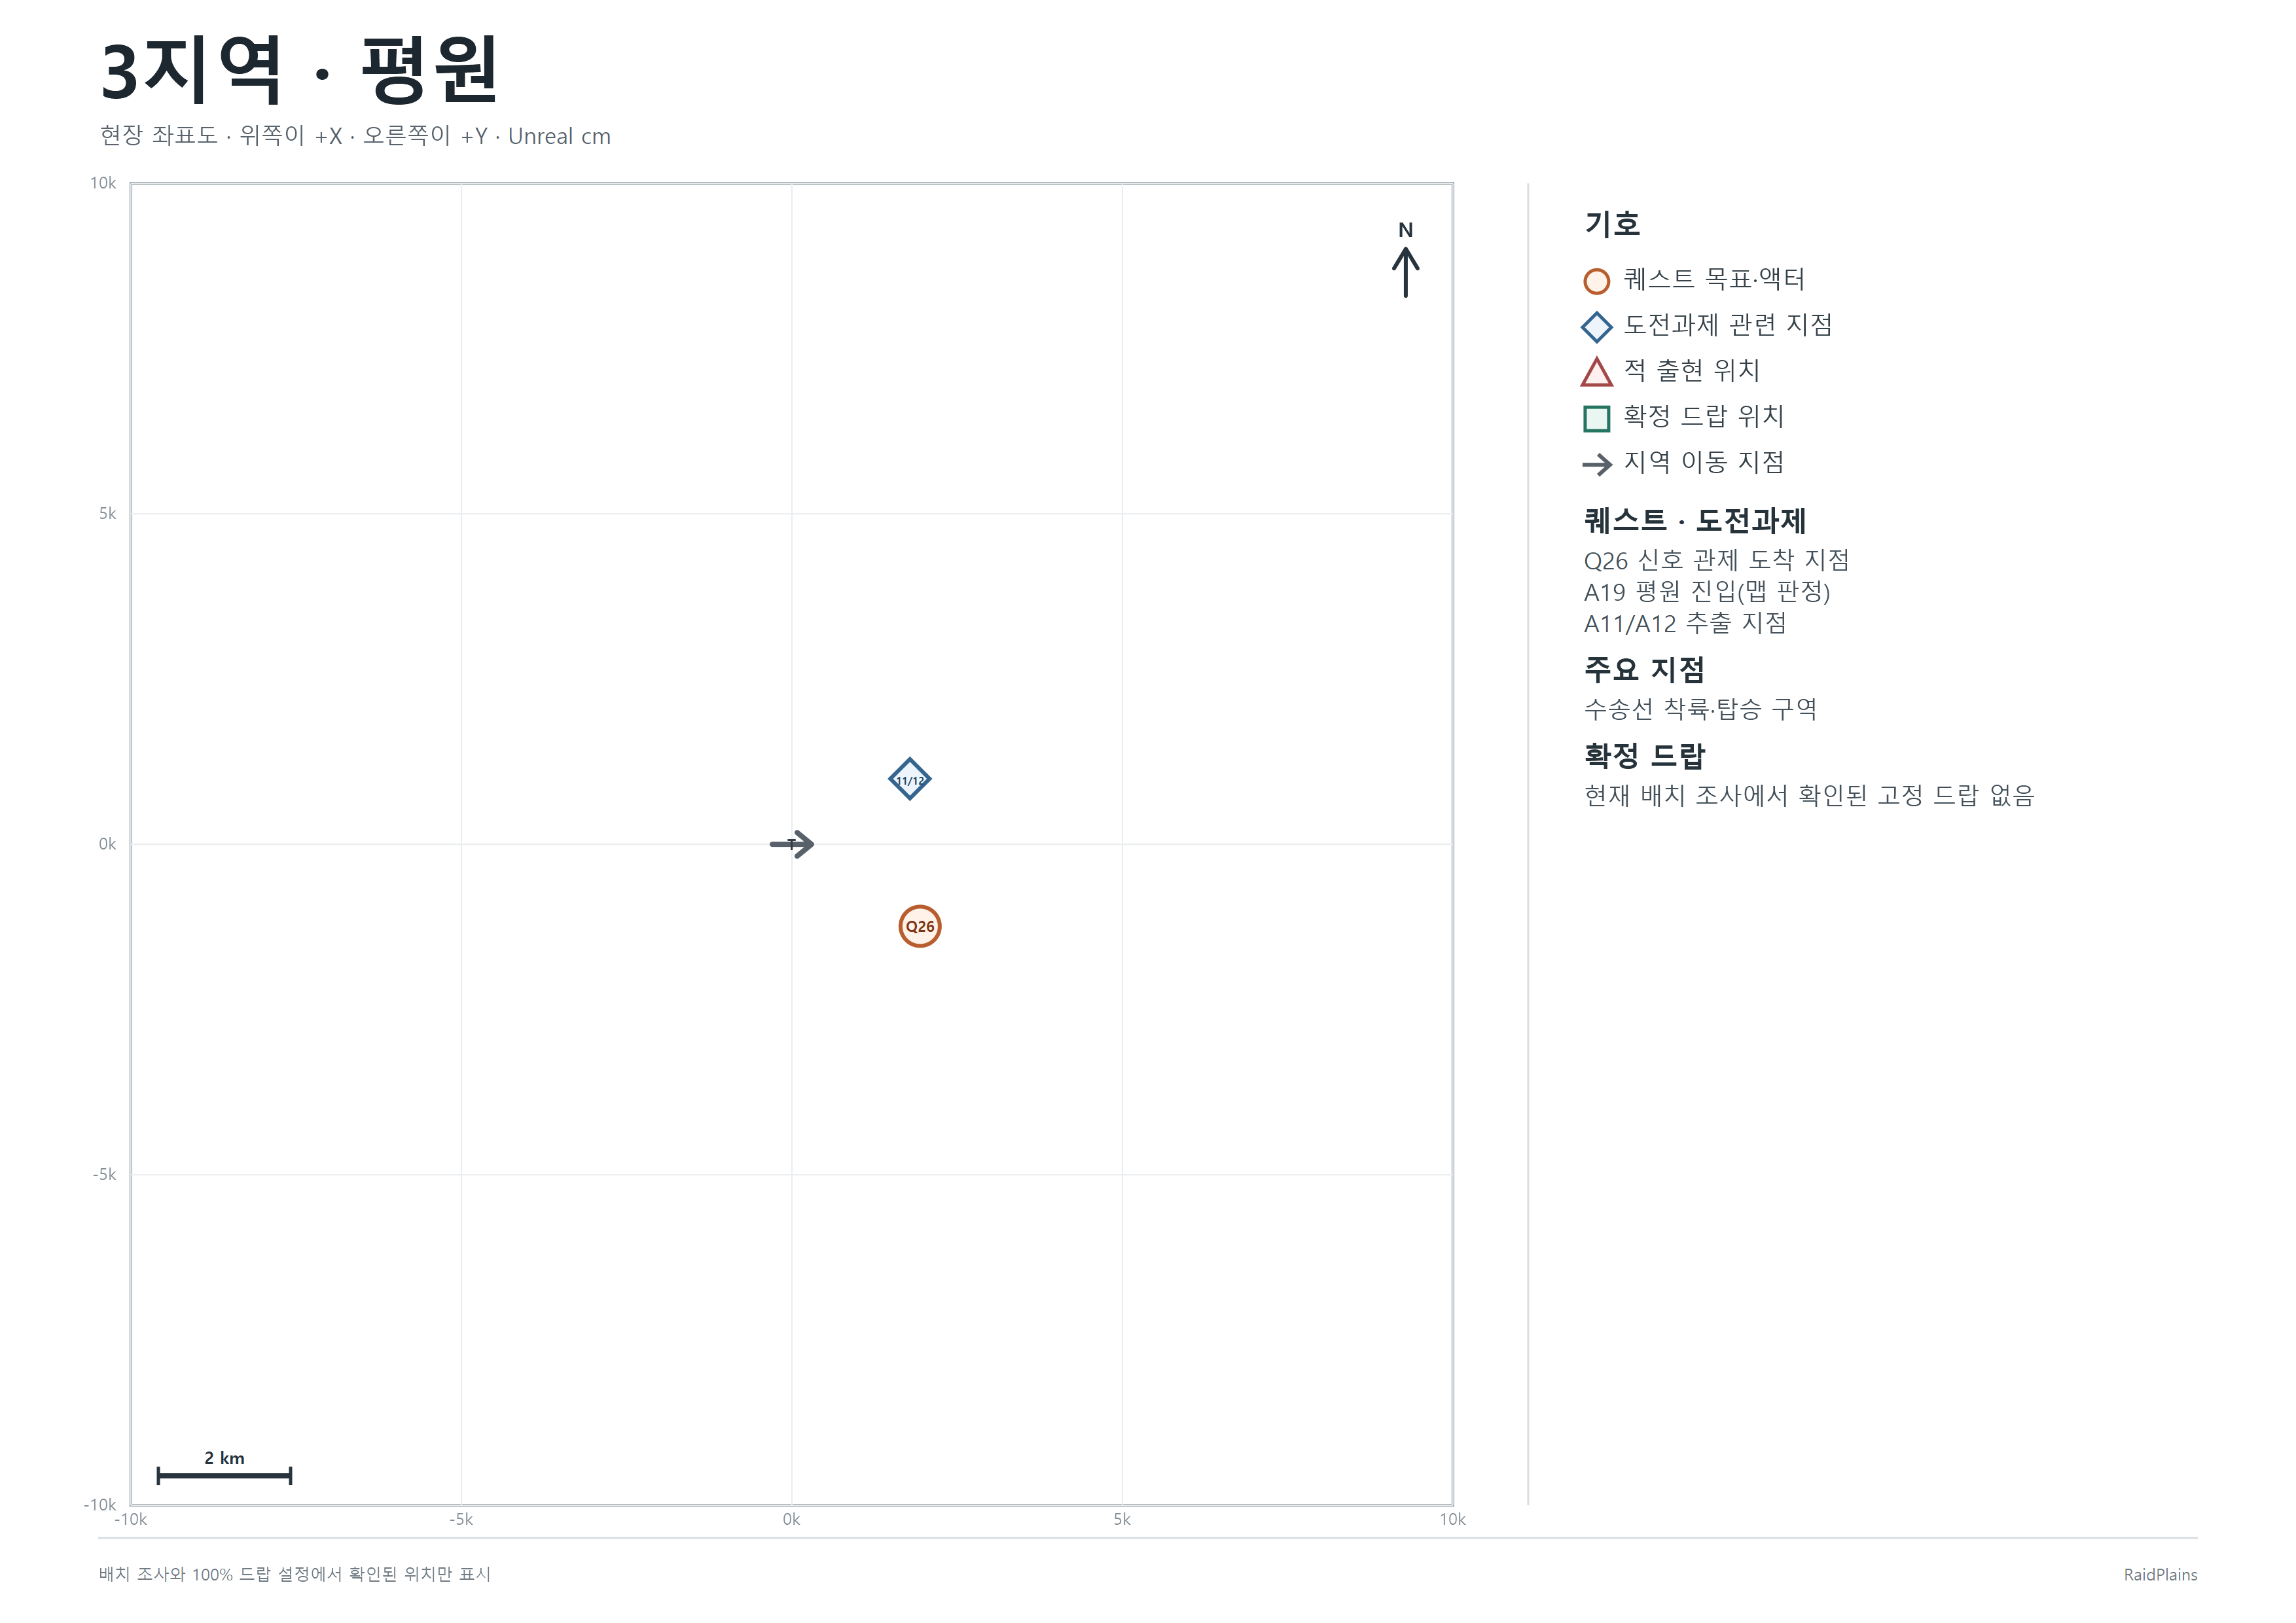 3지역 · 평원
현장 좌표도 · 위쪽이 +X · 오른쪽이 +Y · Unreal cm
10k
5k
0k
-5k
-10k
-10k
-5k
0k
5k
10k
N
11/12
T
Q26
2 km
기호
퀘스트 목표·액터
도전과제 관련 지점
적 출현 위치
확정 드랍 위치
지역 이동 지점
퀘스트 · 도전과제
Q26 신호 관제 도착 지점
A19 평원 진입(맵 판정)
A11/A12 추출 지점
주요 지점
수송선 착륙·탑승 구역
확정 드랍
현재 배치 조사에서 확인된 고정 드랍 없음
배치 조사와 100% 드랍 설정에서 확인된 위치만 표시
RaidPlains